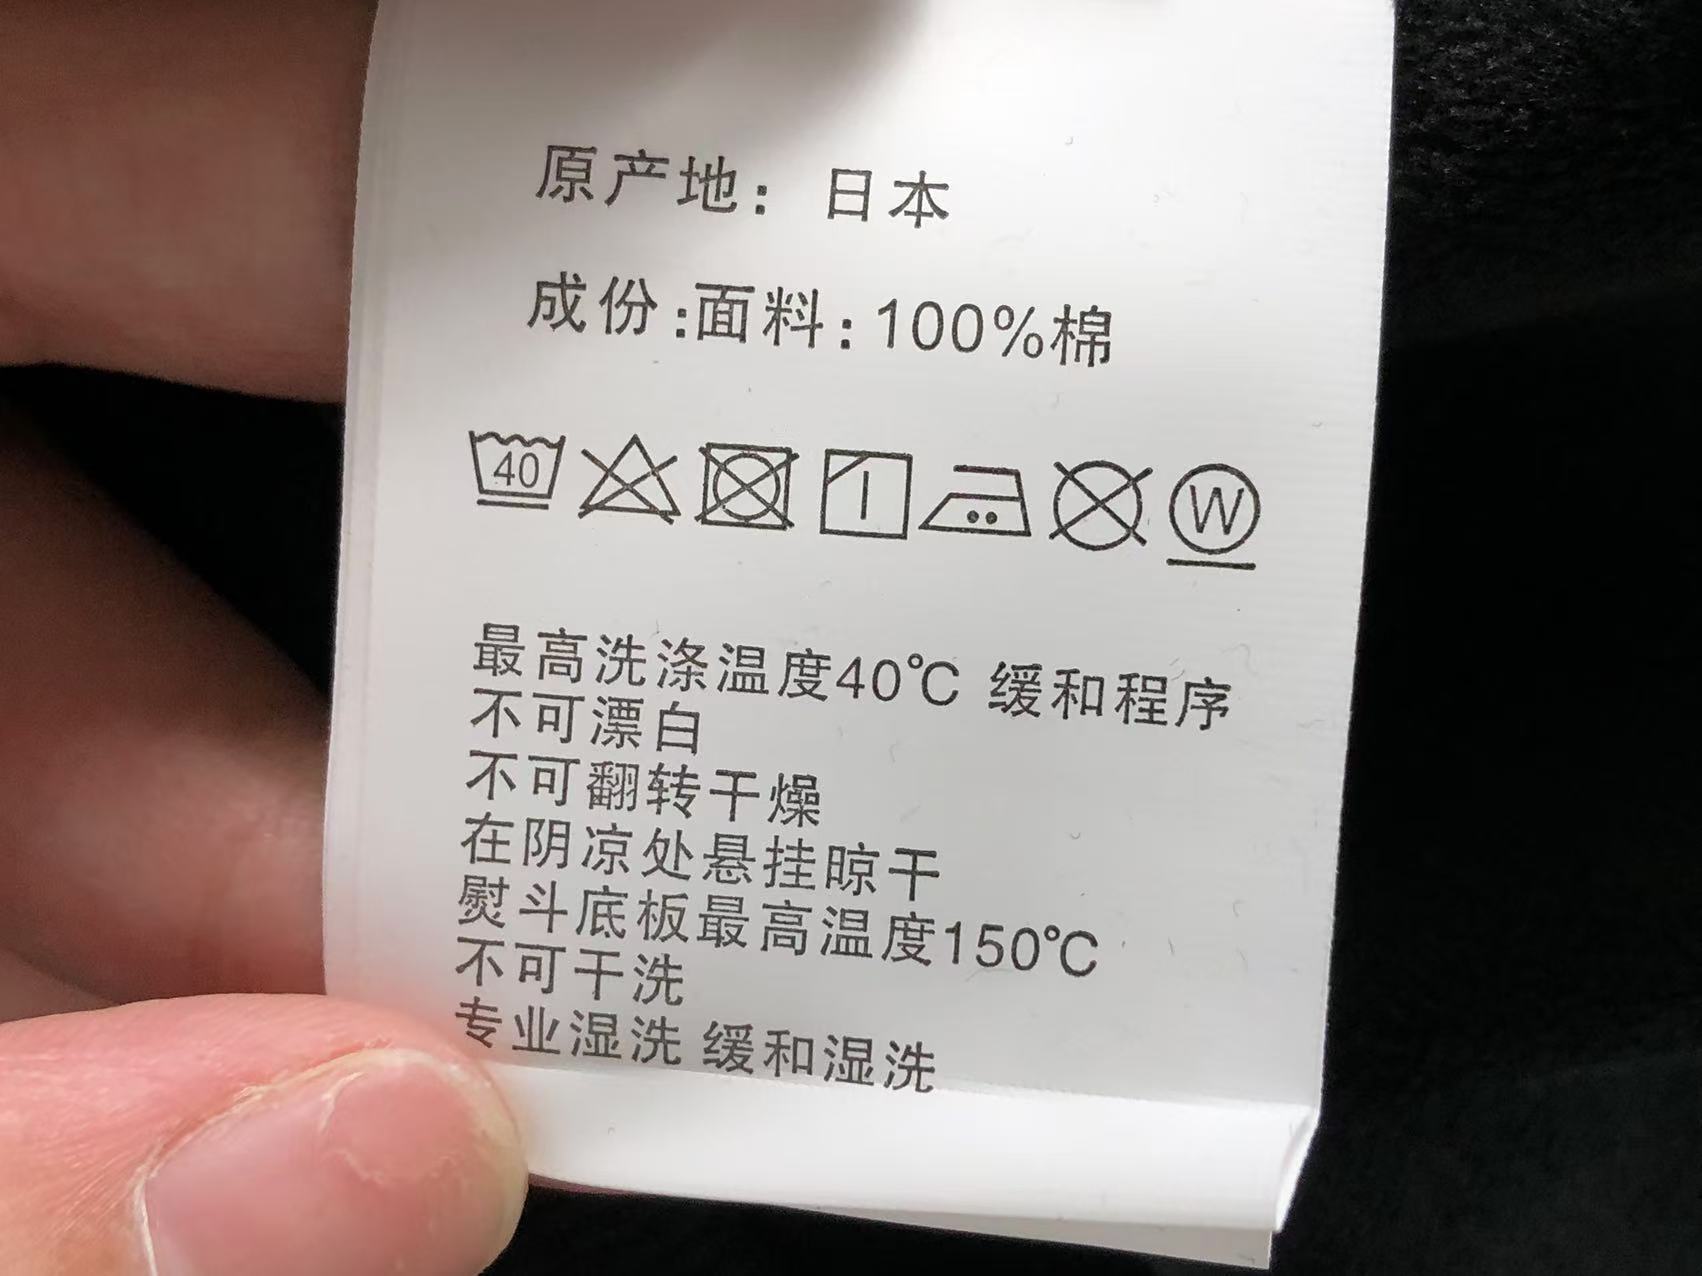 原产地：日本
成份:面料:100%棉
40 W
最高洗涤温度40℃ 缓和程序
不可漂白
不可翻转干燥
在阴凉处悬挂晾干
熨斗底板最高温度150℃
不可干洗
专业湿洗 缓和湿洗